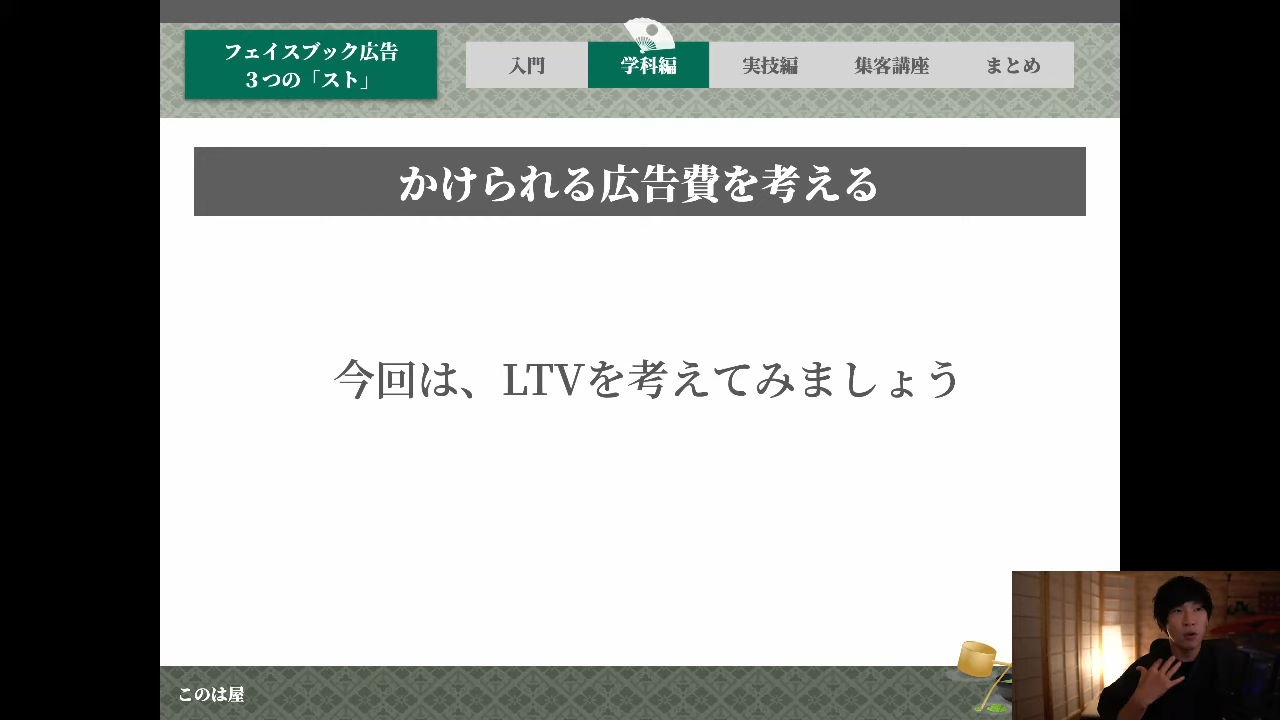 フェイスブック広告
３つの「スト」
入門
学科編
実技編
集客講座
まとめ
かけられる広告費を考える
今回は、LTVを考えてみましょう
このは屋